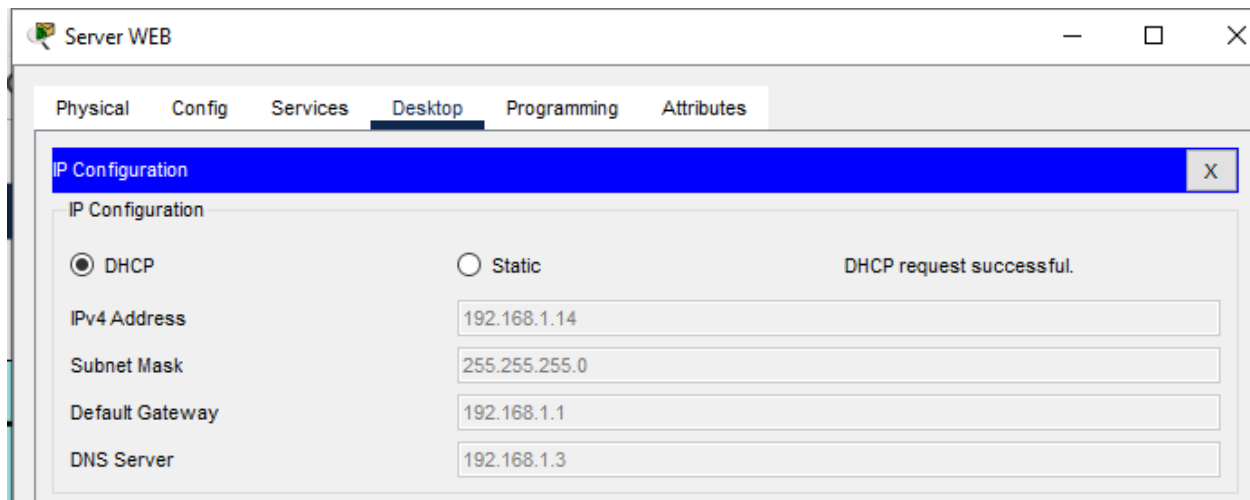 Server WEB
Physical Config Services Desktop Programming Attributes
IP Configuration X
IP Configuration
DHCP Static DHCP request successful.
IPv4 Address 192.168.1.14
Subnet Mask 255.255.255.0
Default Gateway 192.168.1.1
DNS Server 192.168.1.3